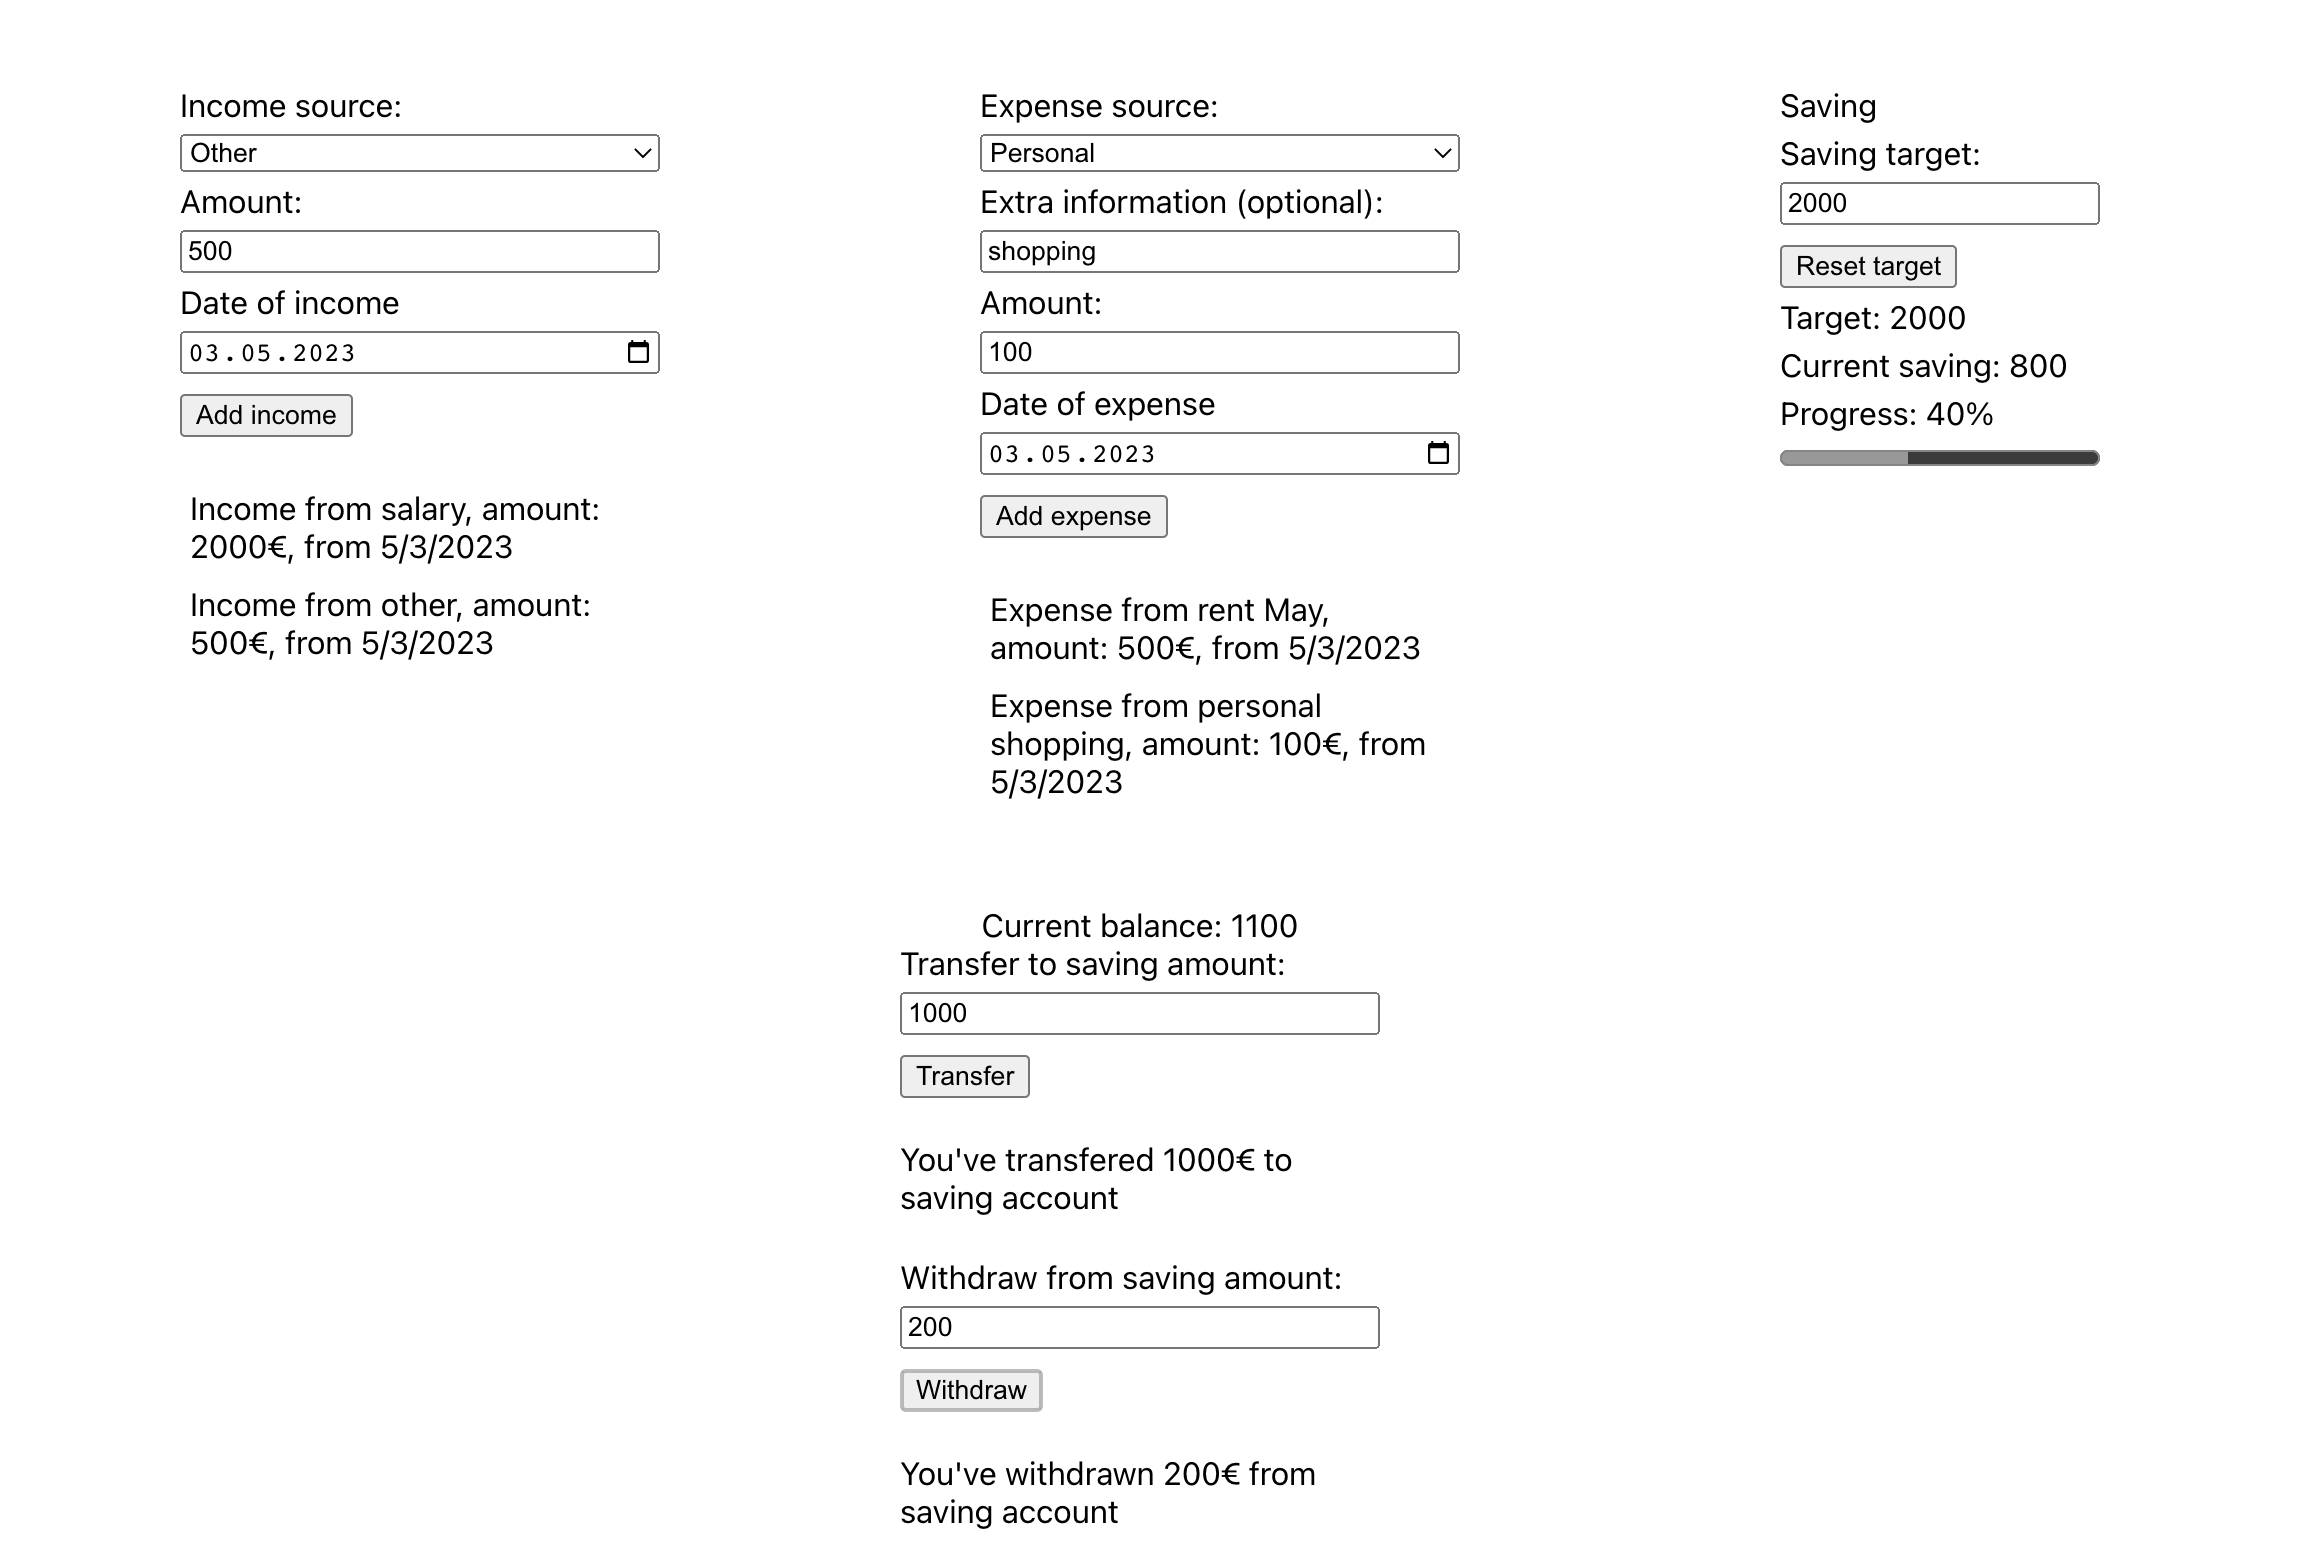 Income source:
Other
Amount:
500
Date of income
03.05.2023
Add income
Income from salary, amount:
2000€, from 5/3/2023
Income from other, amount:
500€, from 5/3/2023
Expense source:
Personal
Extra information (optional):
shopping
Amount:
100
Date of expense
03.05.2023
Add expense
Expense from rent May,
amount: 500€, from 5/3/2023
Expense from personal
shopping, amount: 100€, from
5/3/2023
Saving
Saving target:
2000
Reset target
Target: 2000
Current saving: 800
Progress: 40%
Current balance: 1100
Transfer to saving amount:
1000
Transfer
You've transfered 1000€ to
saving account
Withdraw from saving amount:
200
Withdraw
You've withdrawn 200€ from
saving account